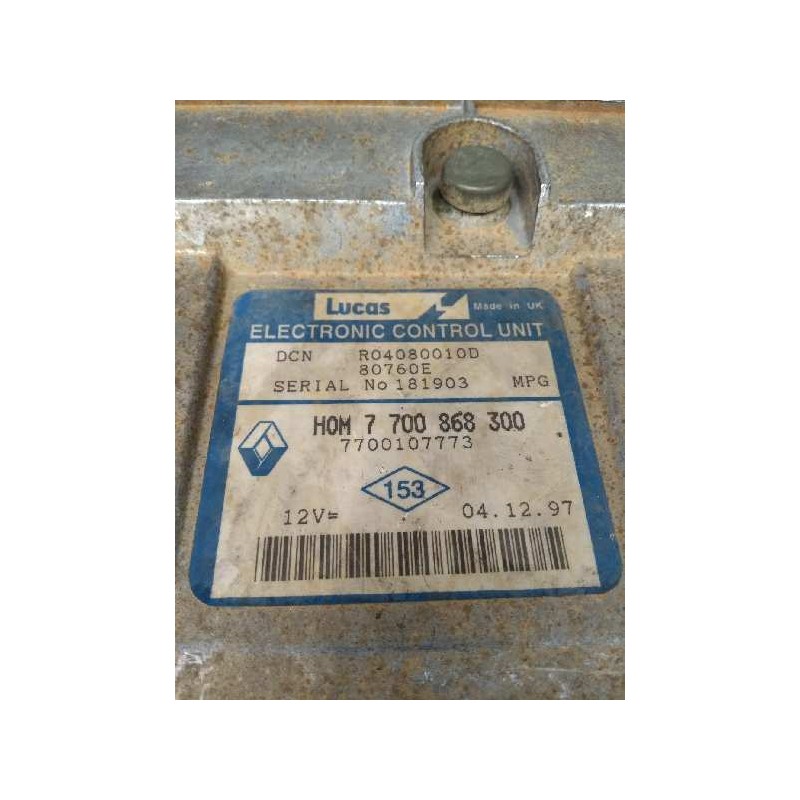 Lucas Made in UK
ELECTRONIC CONTROL UNIT
DCN R04080010D
80760E
SERIAL No 181903 MPG
HOM 7 700 868 300
7700107773
153
12V= 04.12.97